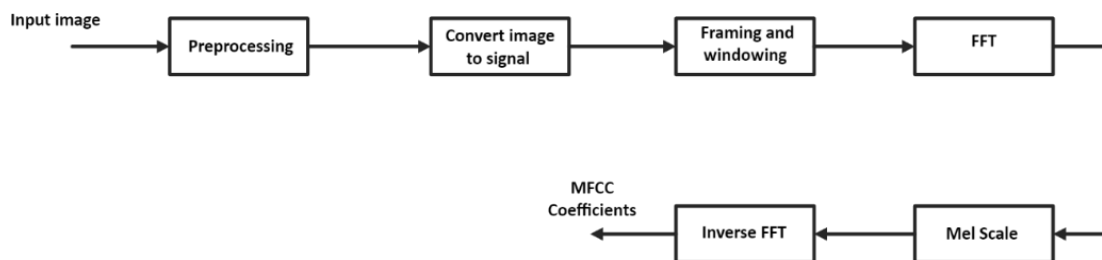 Input image
Preprocessing
Convert image
to signal
Framing and
windowing
FFT
Mel Scale
Inverse FFT
MFCC
Coefficients